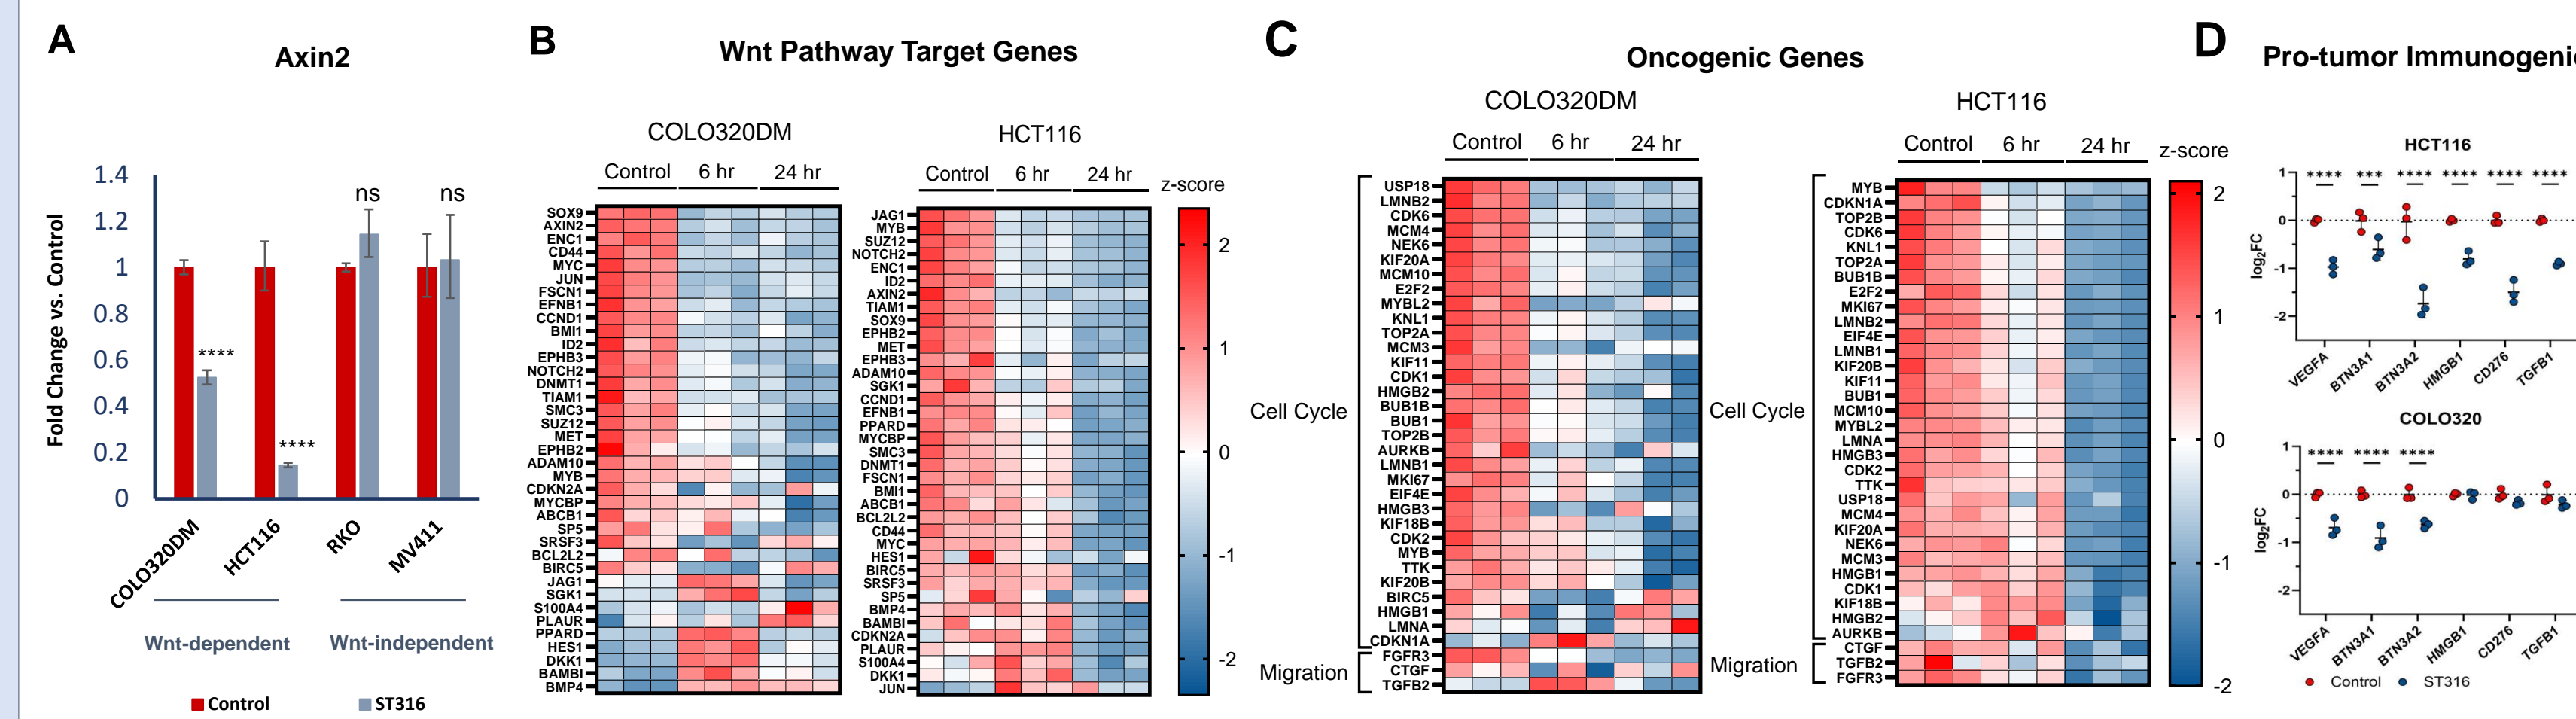 A
Axin2
Fold Change vs. Control
1.4
1.2
1
0.8
0.6
0.4
0.2
0
****
****
ns
ns
COLO320DM
HCT116
RKO
MV411
Wnt-dependent
Wnt-independent
Control
ST316
B
Wnt Pathway Target Genes
COLO320DM
Control
6 hr
24 hr
SOX9
AXIN2
ENC1
CD44
MYC
JUN
FSCN1
EFNB1
CCND1
BMI1
ID2
EPHB3
NOTCH2
DNMT1
TIAM1
SMC3
SUZ12
MET
EPHB2
ADAM10
MYB
CDKN2A
MYCBP
ABCB1
SP5
SRSF3
BCL2L2
BIRC5
JAG1
SGK1
S100A4
PLAUR
PPARD
HES1
DKK1
BAMBI
BMP4
HCT116
Control
6 hr
24 hr
JAG1
MYB
SUZ12
NOTCH2
ENC1
ID2
AXIN2
TIAM1
SOX9
EPHB2
MET
EPHB3
ADAM10
SGK1
CCND1
EFNB1
PPARD
MYCBP
SMC3
DNMT1
FSCN1
BMI1
ABCB1
BCL2L2
CD44
MYC
HES1
BIRC5
SRSF3
SP5
BMP4
BAMBI
CDKN2A
PLAUR
S100A4
DKK1
JUN
z-score
2
1
0
-1
-2
C
Oncogenic Genes
COLO320DM
Control
6 hr
24 hr
Cell Cycle
USP18
LMNB2
CDK6
MCM4
NEK6
KIF20A
MCM10
E2F2
MYBL2
KNL1
TOP2A
MCM3
KIF11
CDK1
HMGB2
BUB1B
BUB1
TOP2B
AURKB
LMNB1
MKI67
EIF4E
HMGB3
KIF18B
CDK2
MYB
TTK
KIF20B
BIRC5
HMGB1
LMNA
CDKN1A
Migration
FGFR3
CTGF
TGFB2
HCT116
Control
6 hr
24 hr
Cell Cycle
MYB
CDKN1A
TOP2B
CDK6
KNL1
TOP2A
BUB1B
E2F2
MKI67
LMNB2
EIF4E
LMNB1
KIF20B
KIF11
BUB1
MCM10
MYBL2
LMNA
HMGB3
CDK2
TTK
USP18
MCM4
KIF20A
NEK6
MCM3
HMGB1
CDK1
KIF18B
HMGB2
AURKB
Migration
CTGF
TGFB2
FGFR3
z-score
2
1
0
-1
-2
D
Pro-tumor Immunogeni
HCT116
**** *** **** **** **** ****
log2FC
1
0
-1
-2
VEGFA
BTN3A1
BTN3A2
HMGB1
CD276
TGFB1
COLO320
**** **** ****
log2FC
1
0
-1
-2
VEGFA
BTN3A1
BTN3A2
HMGB1
CD276
TGFB1
Control
ST316